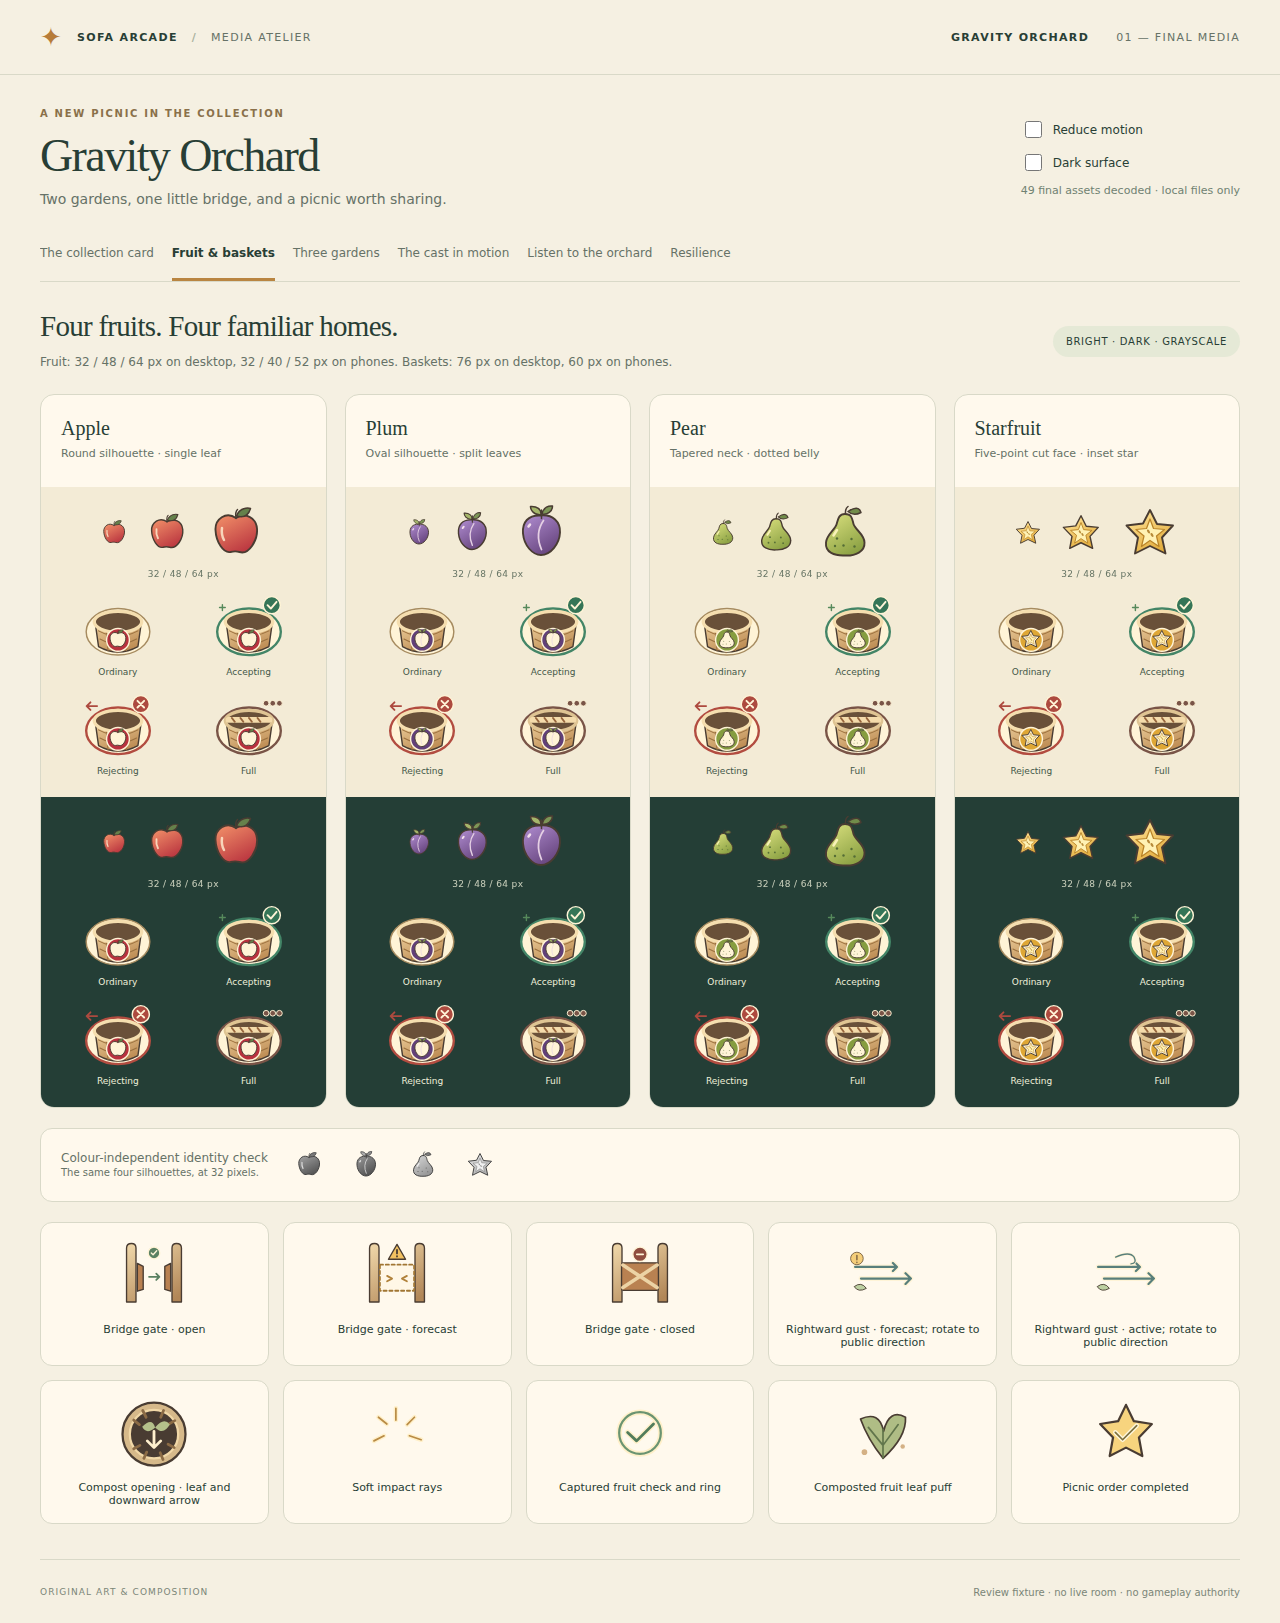 SOFA ARCADE / MEDIA ATELIER
GRAVITY ORCHARD 01 — FINAL MEDIA
A NEW PICNIC IN THE COLLECTION
Gravity Orchard
Two gardens, one little bridge, and a picnic worth sharing.
Reduce motion
Dark surface
49 final assets decoded · local files only
The collection card Fruit & baskets Three gardens The cast in motion Listen to the orchard Resilience
Four fruits. Four familiar homes.
Fruit: 32 / 48 / 64 px on desktop, 32 / 40 / 52 px on phones. Baskets: 76 px on desktop, 60 px on phones.
BRIGHT · DARK · GRAYSCALE
Apple
Round silhouette · single leaf
32 / 48 / 64 px
Ordinary Accepting
Rejecting Full
32 / 48 / 64 px
Ordinary Accepting
Rejecting Full
Plum
Oval silhouette · split leaves
32 / 48 / 64 px
Ordinary Accepting
Rejecting Full
32 / 48 / 64 px
Ordinary Accepting
Rejecting Full
Pear
Tapered neck · dotted belly
32 / 48 / 64 px
Ordinary Accepting
Rejecting Full
32 / 48 / 64 px
Ordinary Accepting
Rejecting Full
Starfruit
Five-point cut face · inset star
32 / 48 / 64 px
Ordinary Accepting
Rejecting Full
32 / 48 / 64 px
Ordinary Accepting
Rejecting Full
Colour-independent identity check
The same four silhouettes, at 32 pixels.
Bridge gate · open
!
Bridge gate · forecast
Bridge gate · closed
!
Rightward gust · forecast; rotate to
public direction
Rightward gust · active; rotate to
public direction
Compost opening · leaf and
downward arrow
Soft impact rays
Captured fruit check and ring
Composted fruit leaf puff
Picnic order completed
ORIGINAL ART & COMPOSITION
Review fixture · no live room · no gameplay authority